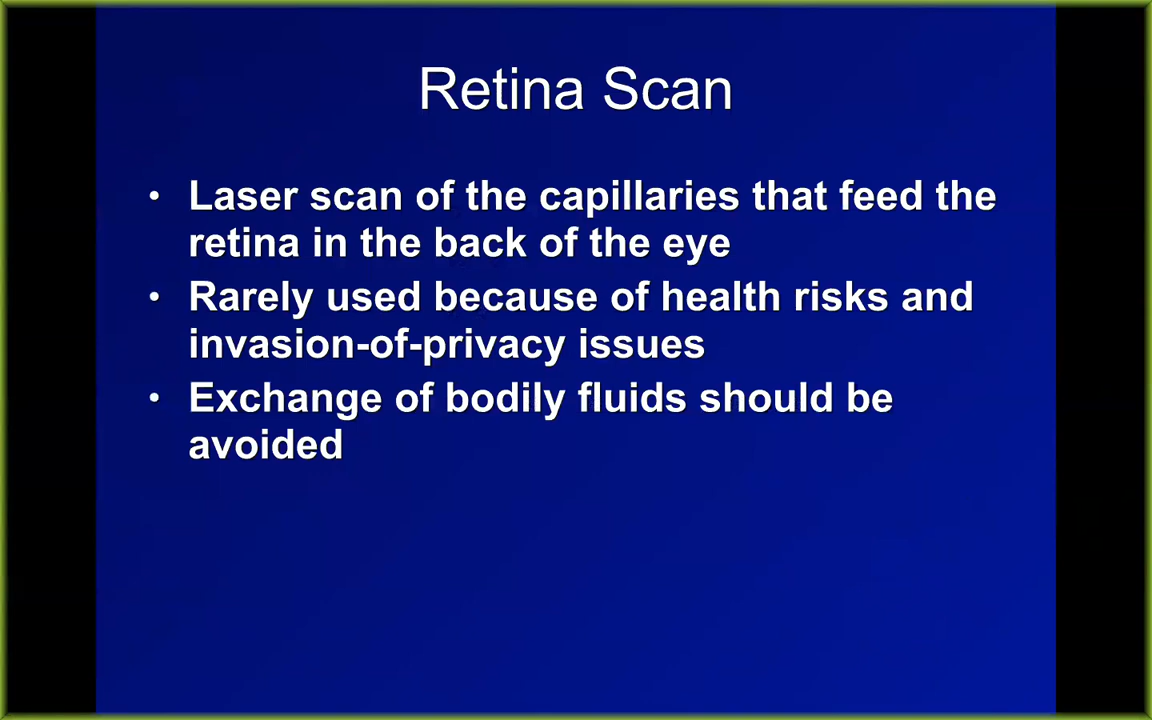 Retina Scan
• Laser scan of the capillaries that feed the
retina in the back of the eye
• Rarely used because of health risks and
invasion-of-privacy issues
• Exchange of bodily fluids should be
avoided